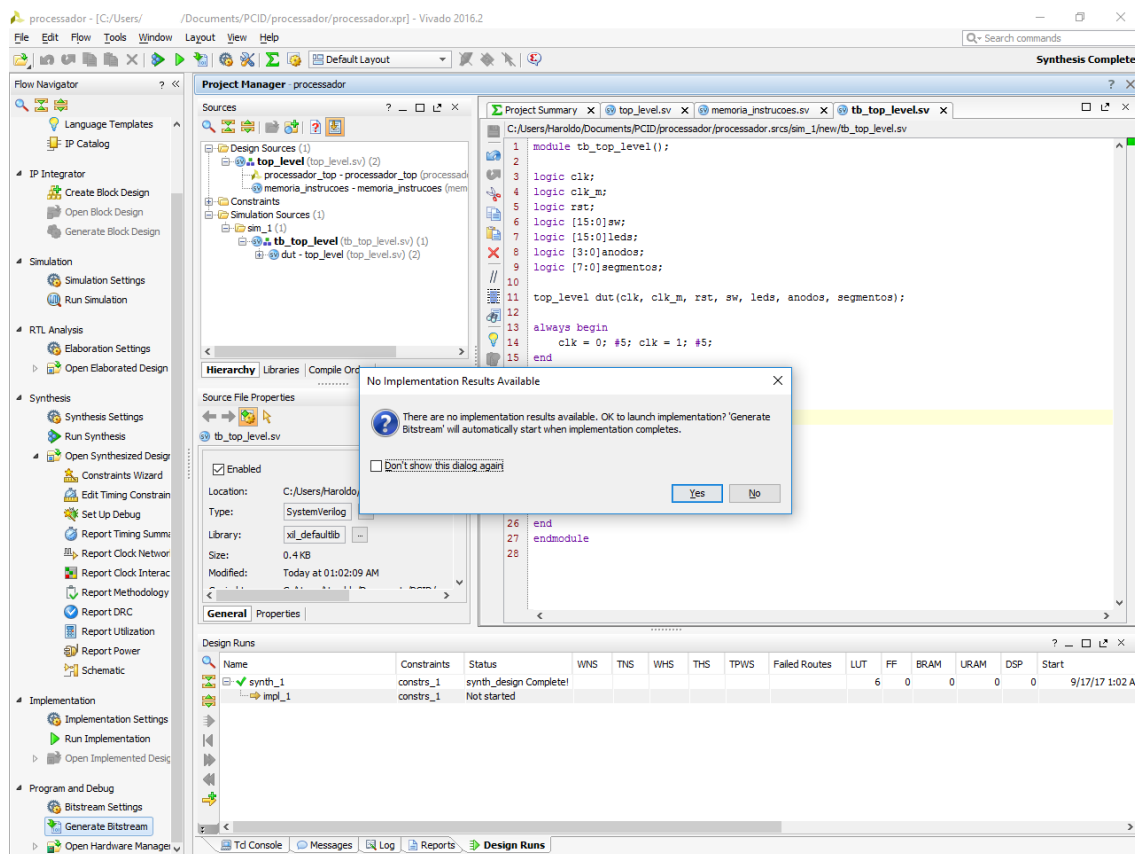 processador - [C:/Users/ /Documents/PCID/processador/processador.xpr] - Vivado 2016.2
File Edit Flow Tools Window Layout View Help
Q- Search commands
Default Layout
Synthesis Complete
Flow Navigator ? «
Language Templates
IP Catalog
IP Integrator
Create Block Design
Open Block Design
Generate Block Design
Simulation
Simulation Settings
Run Simulation
RTL Analysis
Elaboration Settings
Open Elaborated Design
Synthesis
Synthesis Settings
Run Synthesis
Open Synthesized Design
Constraints Wizard
Edit Timing Constrain
Set Up Debug
Report Timing Summa
Report Clock Networ
Report Clock Interac
Report Methodology
Report DRC
Report Utilization
Report Power
Schematic
Implementation
Implementation Settings
Run Implementation
Open Implemented Desig
Program and Debug
Bitstream Settings
Generate Bitstream
Open Hardware Manager
Project Manager - processador
Sources
Design Sources (1)
top_level (top_level.sv) (2)
processador_top - processador_top (processad
memoria_instrucoes - memoria_instrucoes (mem
Constraints
Simulation Sources (1)
sim_1 (1)
tb_top_level (tb_top_level.sv) (1)
dut - top_level (top_level.sv) (2)
Hierarchy Libraries Compile Ord
Source File Properties
tb_top_level.sv
Enabled
Location: C:/Users/Haroldo/
Type: SystemVerilog
Library: xil_defaultlib ...
Size: 0.4 KB
Modified: Today at 01:02:09 AM
General Properties
Project Summary top_level.sv memoria_instrucoes.sv tb_top_level.sv
C:/Users/Haroldo/Documents/PCID/processador/processador.srcs/sim_1/new/tb_top_level.sv
1 module tb_top_level();
2
3 logic clk;
4 logic clk_m;
5 logic rst;
6 logic [15:0]sw;
7 logic [15:0]leds;
8 logic [3:0]anodos;
9 logic [7:0]segmentos;
10
11 top_level dut(clk, clk_m, rst, sw, leds, anodos, segmentos);
12
13 always begin
14 clk = 0; #5; clk = 1; #5;
15 end
26 end
27 endmodule
28
No Implementation Results Available
There are no implementation results available. OK to launch implementation? 'Generate
Bitstream' will automatically start when implementation completes.
Don't show this dialog again
Yes No
Design Runs
Name Constraints Status WNS TNS WHS THS TPWS Failed Routes LUT FF BRAM URAM DSP Start
synth_1 constrs_1 synth_design Complete! 6 0 0 0 0 9/17/17 1:02 A
impl_1 constrs_1 Not started
Tcl Console Messages Log Reports Design Runs